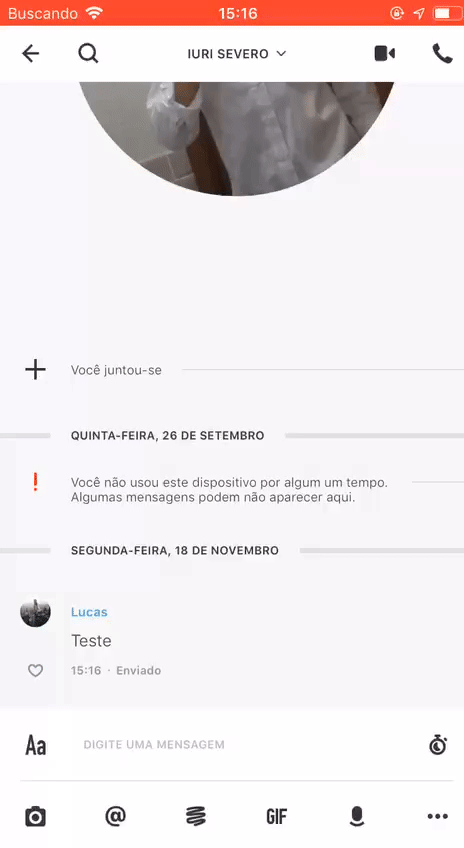 Buscando 15:16
IURI SEVERO
Você juntou-se
QUINTA-FEIRA, 26 DE SETEMBRO
Você não usou este dispositivo por algum um tempo.
Algumas mensagens podem não aparecer aqui.
SEGUNDA-FEIRA, 18 DE NOVEMBRO
Lucas
Teste
15:16 · Enviado
Aa DIGITE UMA MENSAGEM
@ GIF